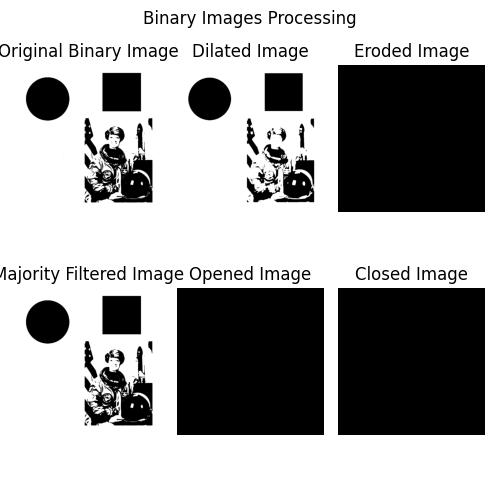 Binary Images Processing
Original Binary Image
Dilated Image
Eroded Image
Majority Filtered Image
Opened Image
Closed Image